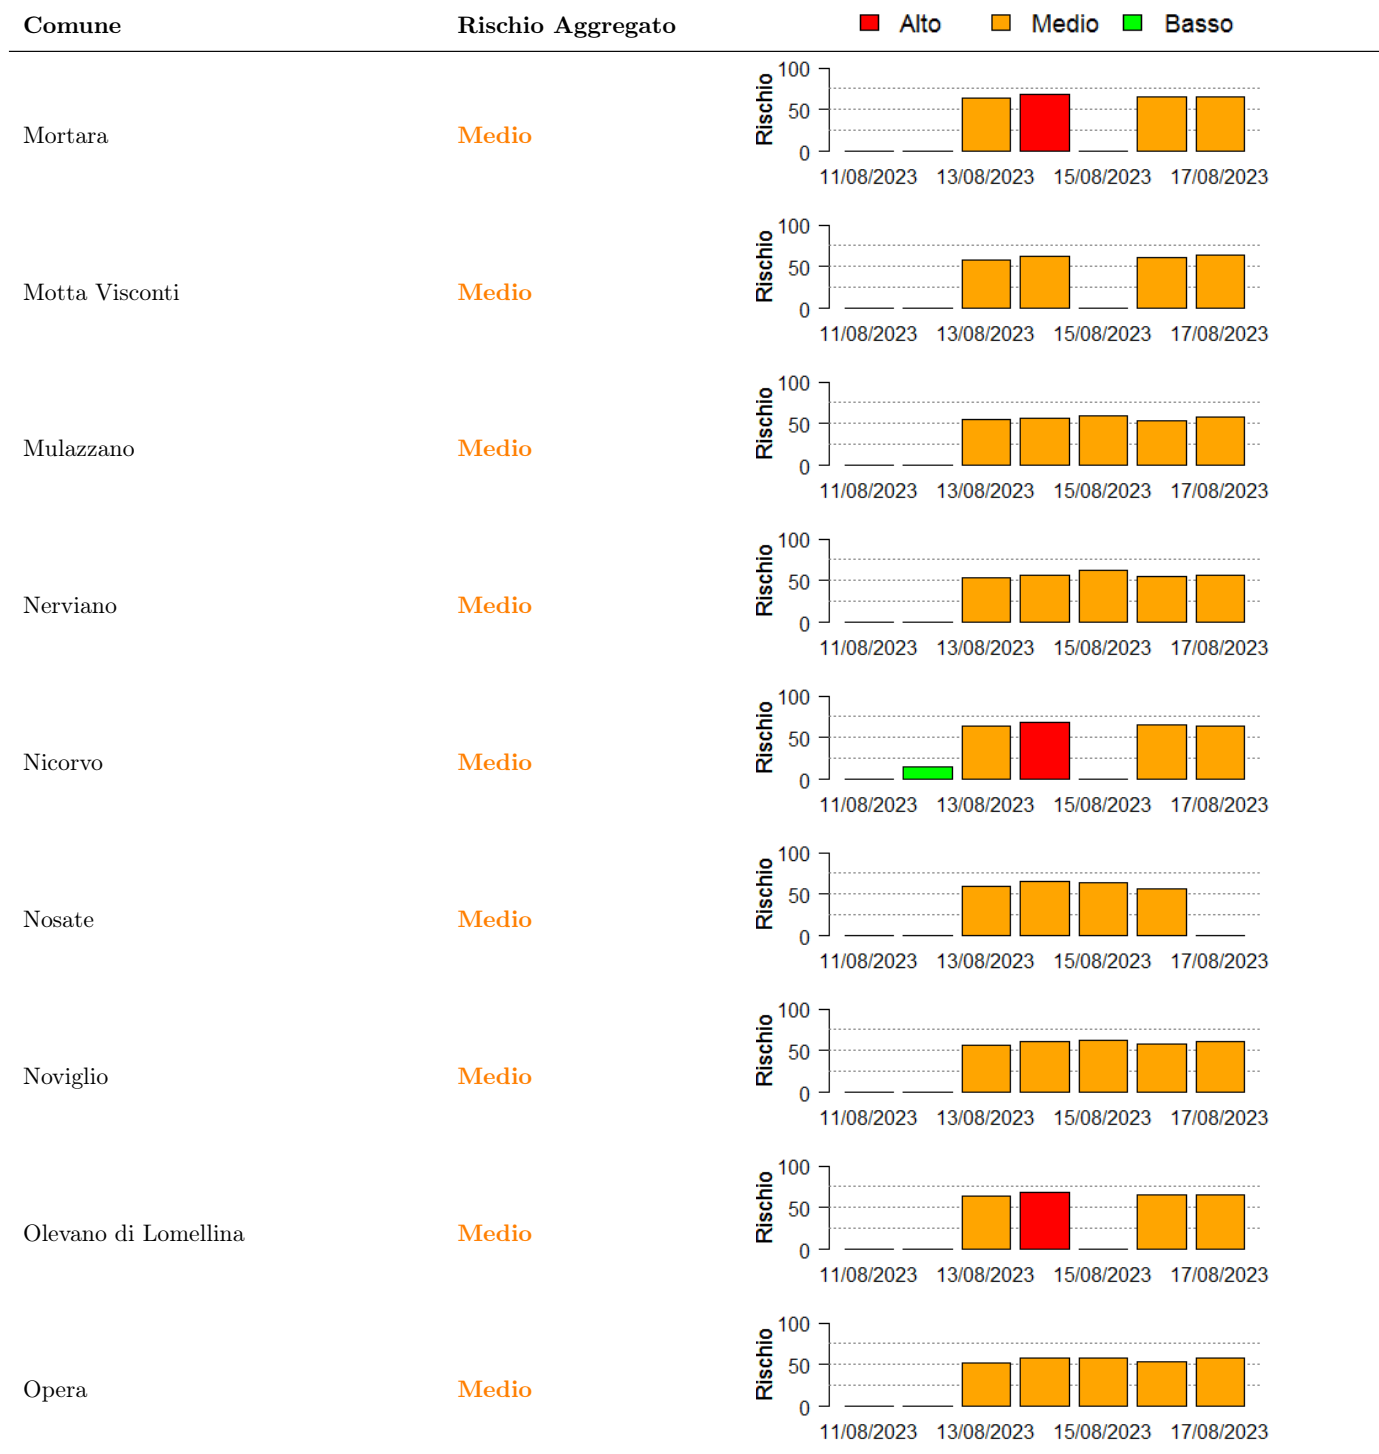 Comune Rischio Aggregato Alto Medio Basso
100
50
0
Rischio
Mortara Medio
11/08/2023 13/08/2023 15/08/2023 17/08/2023
100
50
0
Rischio
Motta Visconti Medio
11/08/2023 13/08/2023 15/08/2023 17/08/2023
100
50
0
Rischio
Mulazzano Medio
11/08/2023 13/08/2023 15/08/2023 17/08/2023
100
50
0
Rischio
Nerviano Medio
11/08/2023 13/08/2023 15/08/2023 17/08/2023
100
50
0
Rischio
Nicorvo Medio
11/08/2023 13/08/2023 15/08/2023 17/08/2023
100
50
0
Rischio
Nosate Medio
11/08/2023 13/08/2023 15/08/2023 17/08/2023
100
50
0
Rischio
Noviglio Medio
11/08/2023 13/08/2023 15/08/2023 17/08/2023
100
50
0
Rischio
Olevano di Lomellina Medio
11/08/2023 13/08/2023 15/08/2023 17/08/2023
100
50
0
Rischio
Opera Medio
11/08/2023 13/08/2023 15/08/2023 17/08/2023